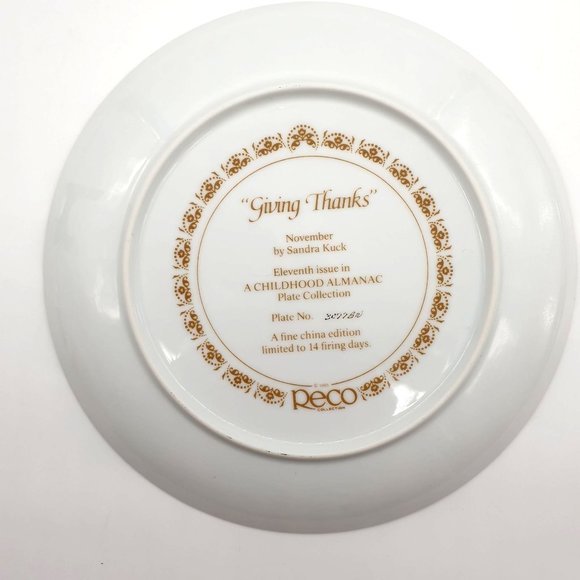 "Giving Thanks"
November
by Sandra Kuck
Eleventh issue in
A CHILDHOOD ALMANAC
Plate Collection
Plate No.
A fine china edition
limited to 14 firing days.
Reco
COLLECTION